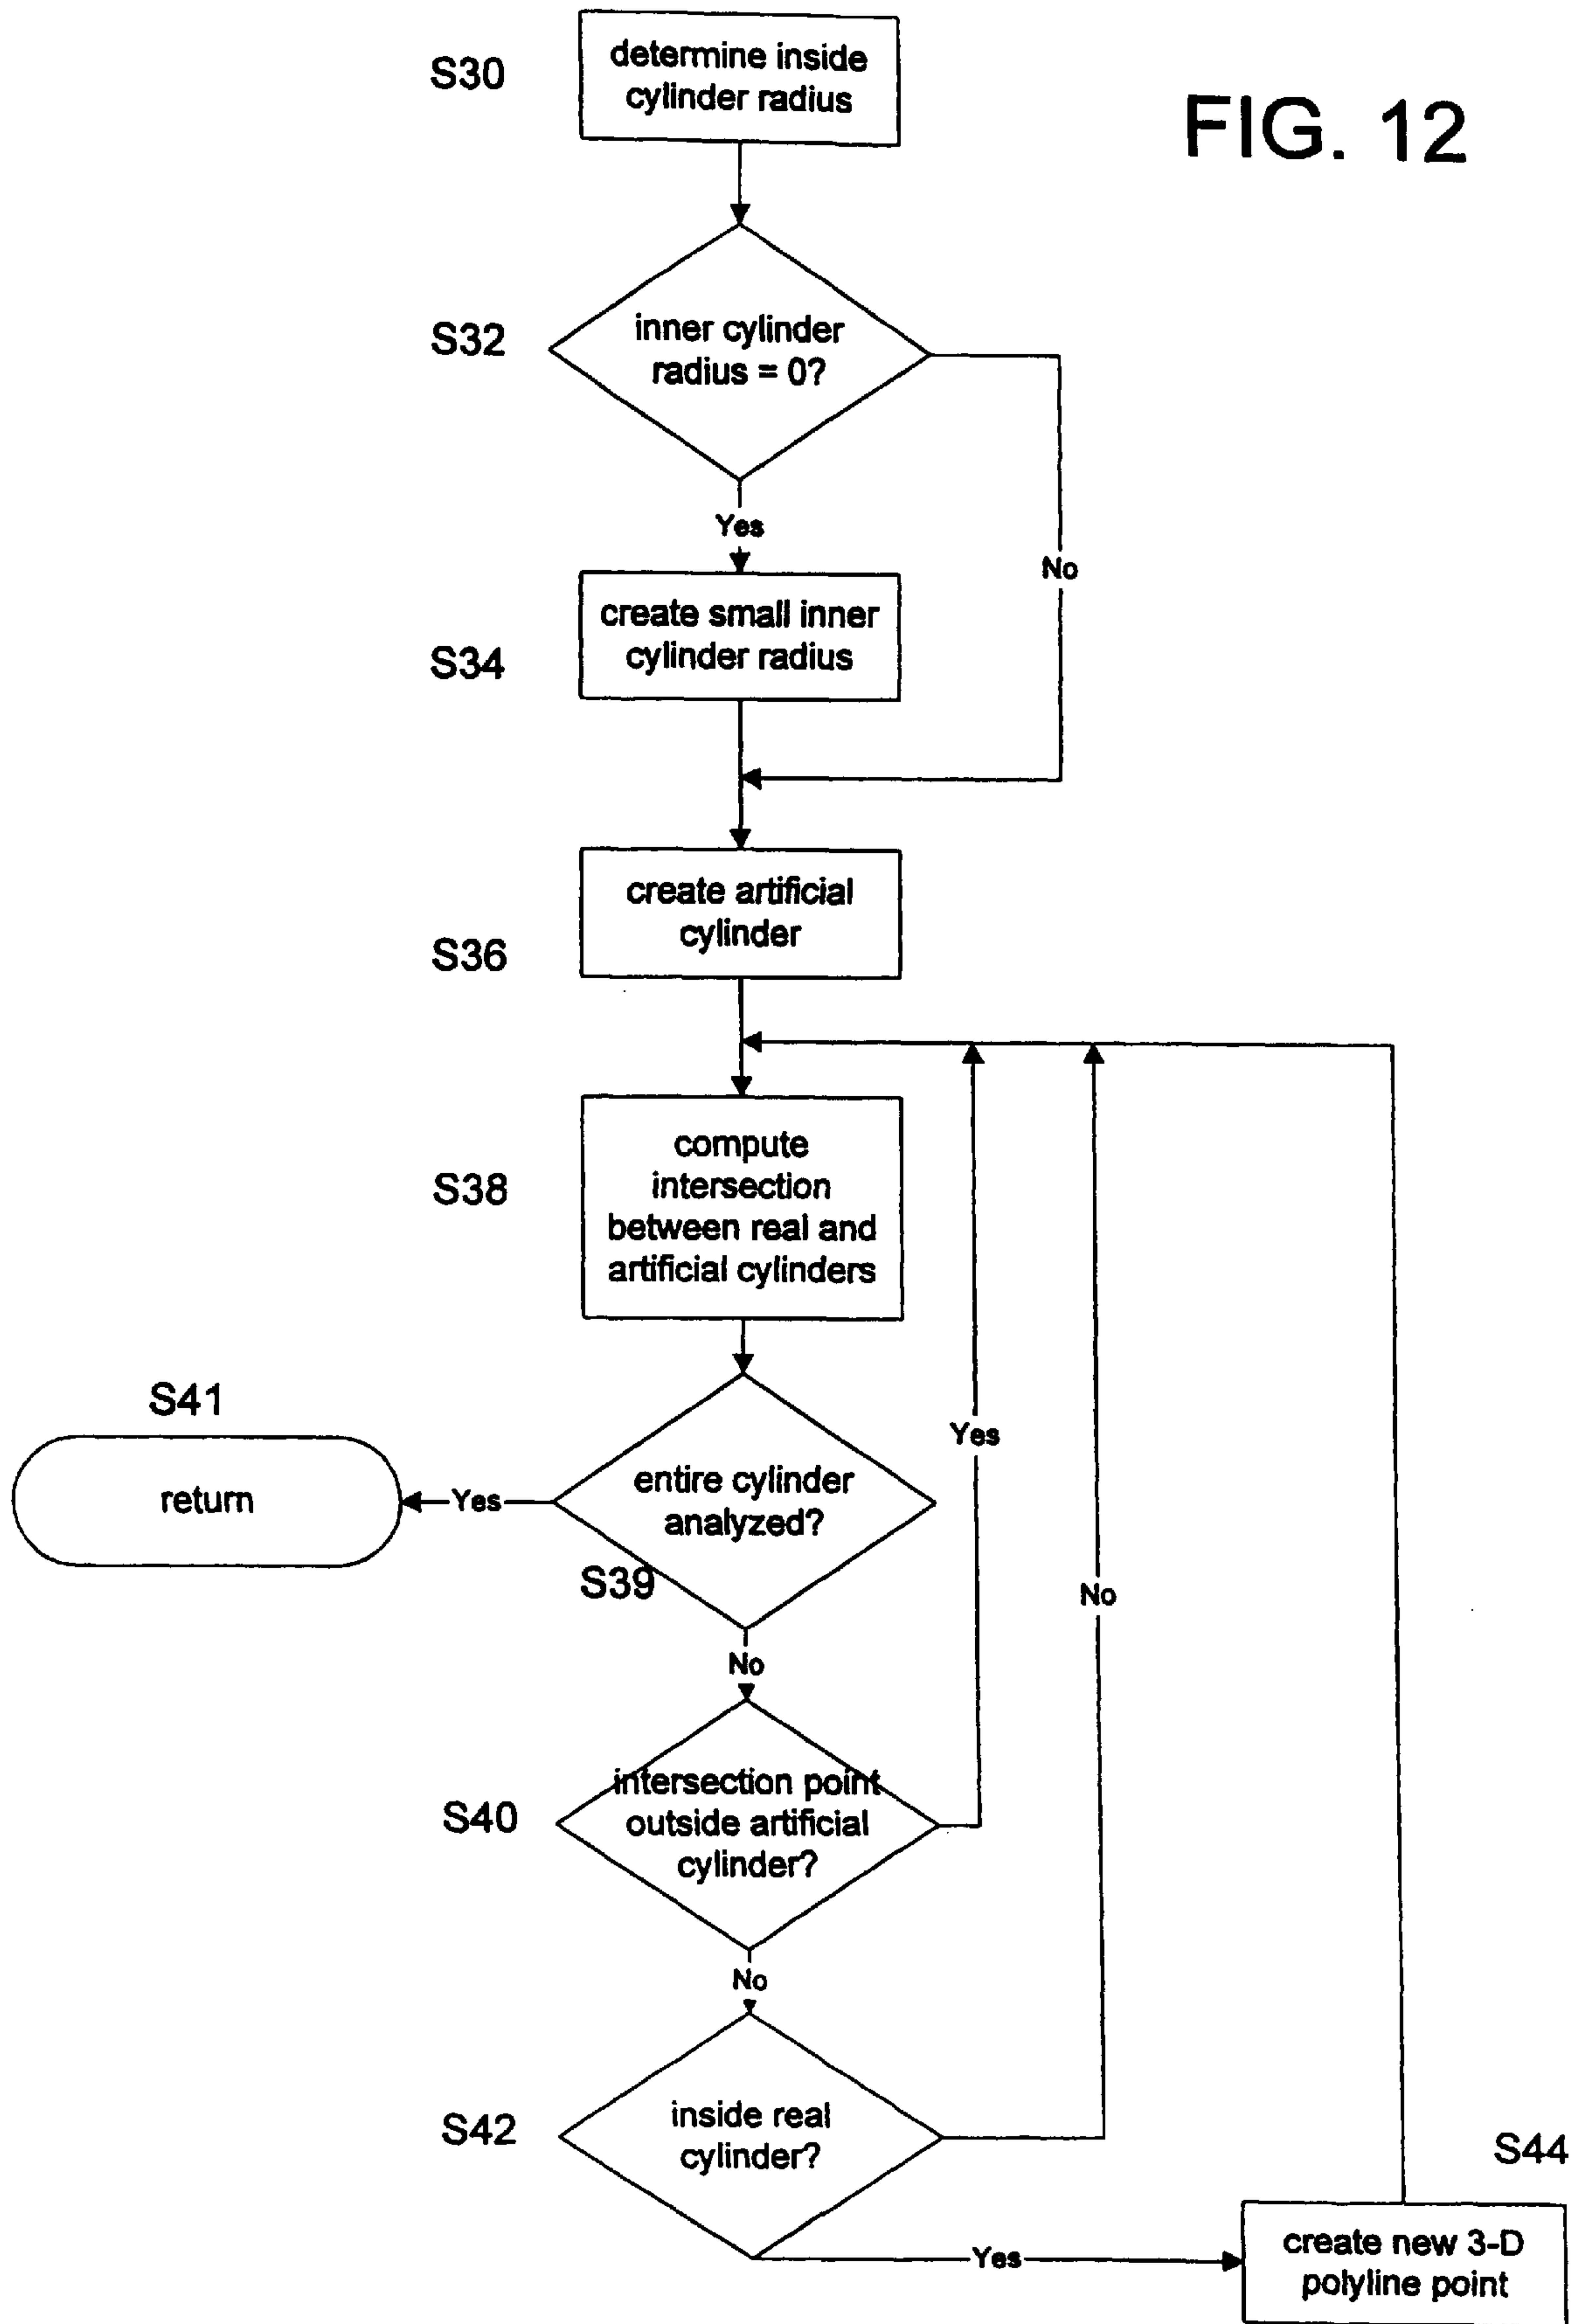 FIG. 12
S30
determine inside
cylinder radius
S32
inner cylinder
radius = 0?
Yes
No
S34
create small inner
cylinder radius
S36
create artificial
cylinder
S38
compute
intersection
between real and
artificial cylinders
S41
return
Yes
entire cylinder
analyzed?
S39
Yes
No
No
S40
intersection point
outside artificial
cylinder?
No
S42
inside real
cylinder?
Yes
S44
create new 3-D
polyline point